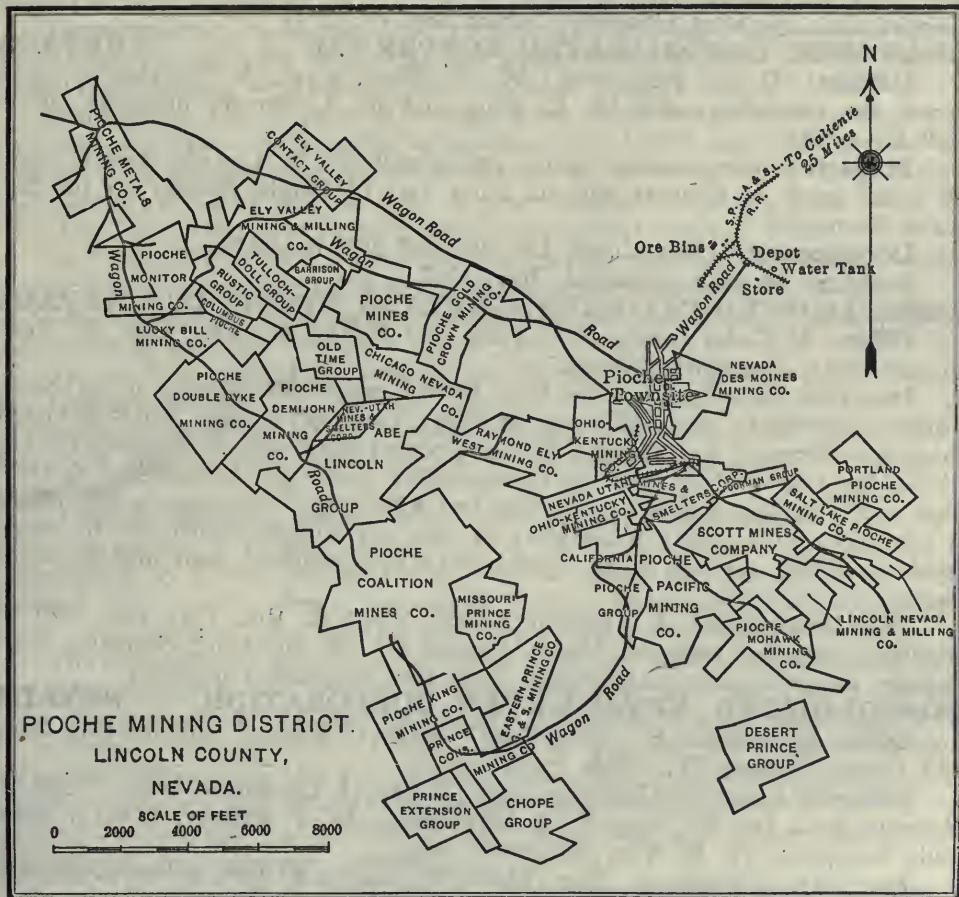 N
S.P.L.A. & S.L.
R.R.
To Caliente
25 Miles
Ore Bins
Depot
Water Tank
Store
Wagon Road
PIOCHE METALS
MINING CO.
ELY VALLEY
CONTACT GROUP
Wagon Road
ELY VALLEY
MINING & MILLING
CO.
Wagon
Road
Wagon
PIOCHE
MONITOR
MINING CO.
RUSTIC
GROUP
TULLOCH-
DOLL GROUP
BARRISON
GROUP
PIOCHE
MINES
CO.
PIOCHE GOLD
CROWN MINING
CO.
COLUMBUS
PIOCHE
LUCKY BILL
MINING CO.
OLD
TIME
GROUP
CHICAGO NEVADA
MINING
CO.
PIOCHE
DOUBLE DYKE
MINING CO.
PIOCHE
DEMIJOHN
MINING
CO.
NEV.-UTAH
MINES &
SMELTERS
CORP.
ABE
LINCOLN
GROUP
Road
RAYMOND ELY
WEST MINING CO.
Pioche
Townsite
NEVADA
DES MOINES
MINING CO.
OHIO-
KENTUCKY
MINING
CO.
NEVADA UTAH MINES &
SMELTERS CORP.
POORMAN GROUP
OHIO-KENTUCKY
MINING CO.
PORTLAND
PIOCHE
MINING CO.
SALT LAKE PIOCHE
MINING CO.
SCOTT MINES
COMPANY
CALIFORNIA
PIOCHE
GROUP
PIOCHE
PACIFIC
MINING
CO.
LINCOLN NEVADA
MINING & MILLING
CO.
PIOCHE
MOHAWK
MINING
CO.
PIOCHE
COALITION
MINES CO.
MISSOURI
PRINCE
MINING
CO.
PIOCHE KING
MINING CO.
EASTERN PRINCE
G. & S. MINING CO.
Wagon
Road
PRINCE
CONS.
MINING CO.
PRINCE
EXTENSION
GROUP
CHOPE
GROUP
DESERT
PRINCE
GROUP
PIOCHE MINING DISTRICT.
LINCOLN COUNTY,
NEVADA.
SCALE OF FEET
0 2000 4000 6000 8000